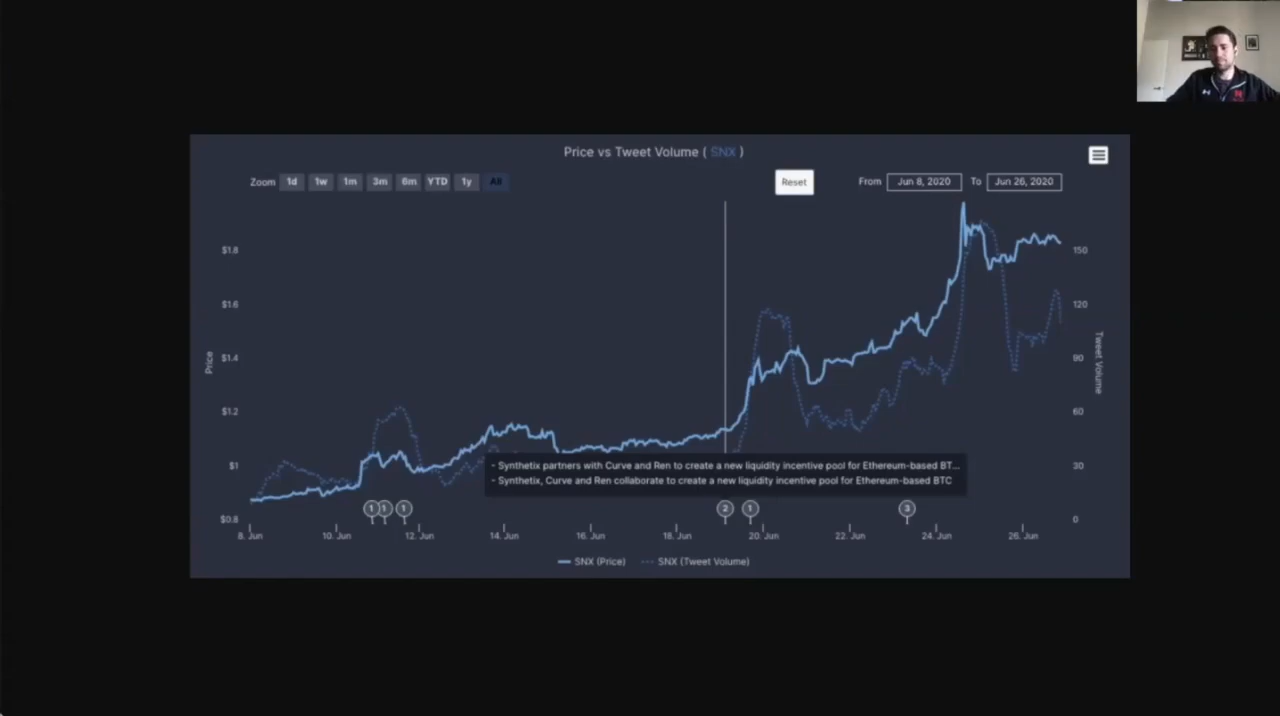 Price vs Tweet Volume ( SNX )
Zoom 1d 1w 1m 3m 6m YTD 1y All
Reset
From Jun 8, 2020 To Jun 26, 2020
$1.8
$1.6
$1.4
$1.2
$1
$0.8
Price
150
120
90
60
30
0
Tweet Volume
- Synthetix partners with Curve and Ren to create a new liquidity incentive pool for Ethereum-based BT...
- Synthetix, Curve and Ren collaborate to create a new liquidity incentive pool for Ethereum-based BTC
1 1 1 2 1 3
8. Jun 10. Jun 12. Jun 14. Jun 16. Jun 18. Jun 20. Jun 22. Jun 24. Jun 26. Jun
SNX (Price) SNX (Tweet Volume)